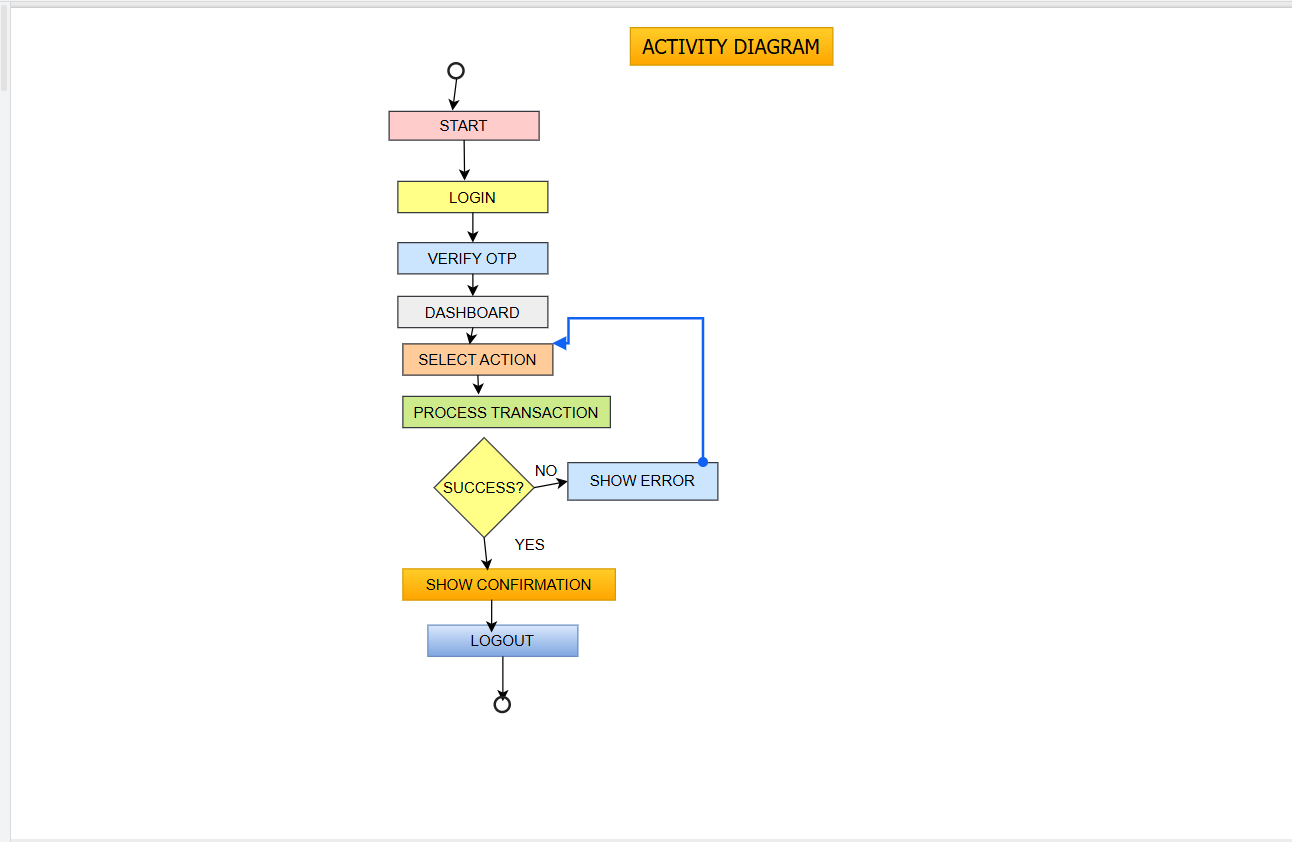 ACTIVITY DIAGRAM
START
LOGIN
VERIFY OTP
DASHBOARD
SELECT ACTION
PROCESS TRANSACTION
SUCCESS?
NO
SHOW ERROR
YES
SHOW CONFIRMATION
LOGOUT